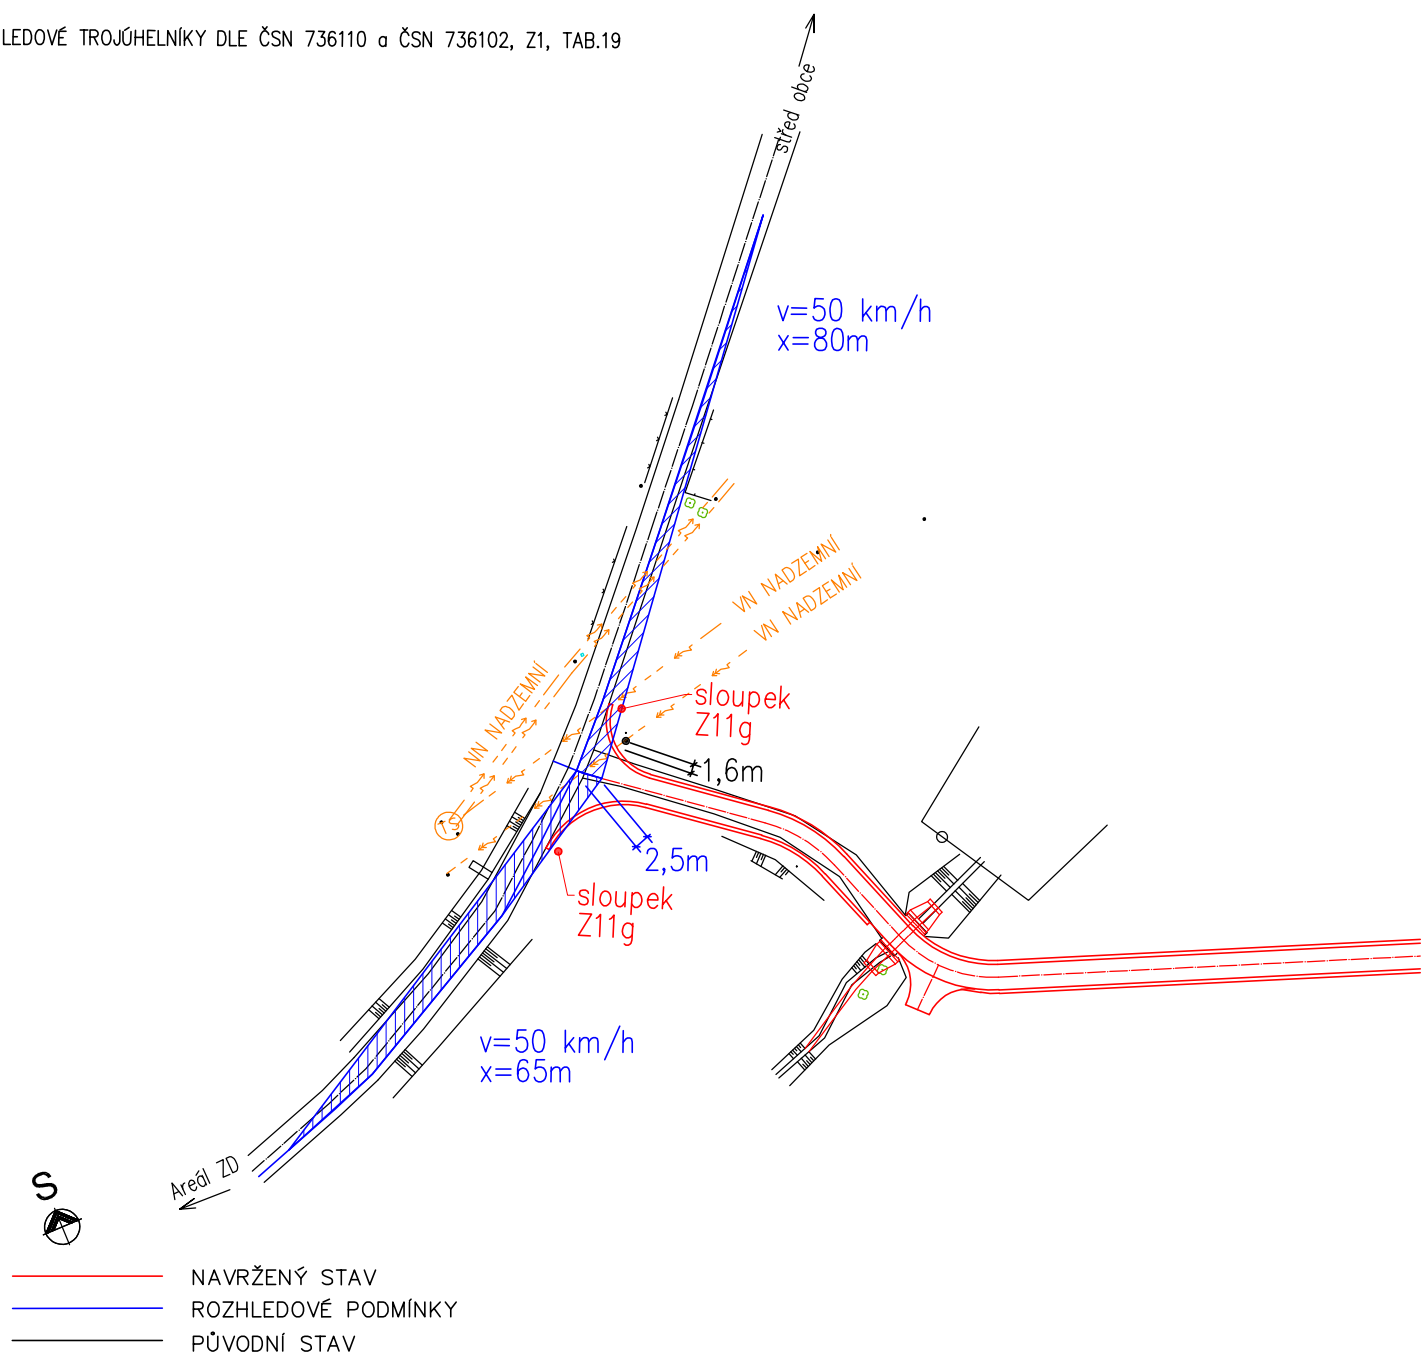 LEDOVÉ TROJÚHELNÍKY DLE ČSN 736110 a ČSN 736102, Z1, TAB.19
střed obce
v=50 km/h
x=80m
VN NADZEMNÍ
VN NADZEMNÍ
NN NADZEMNÍ
sloupek
Z11g
1,6m
TS
2,5m
sloupek
Z11g
v=50 km/h
x=65m
Areál ZD
S
NAVRŽENÝ STAV
ROZHLEDOVÉ PODMÍNKY
PŮVODNÍ STAV